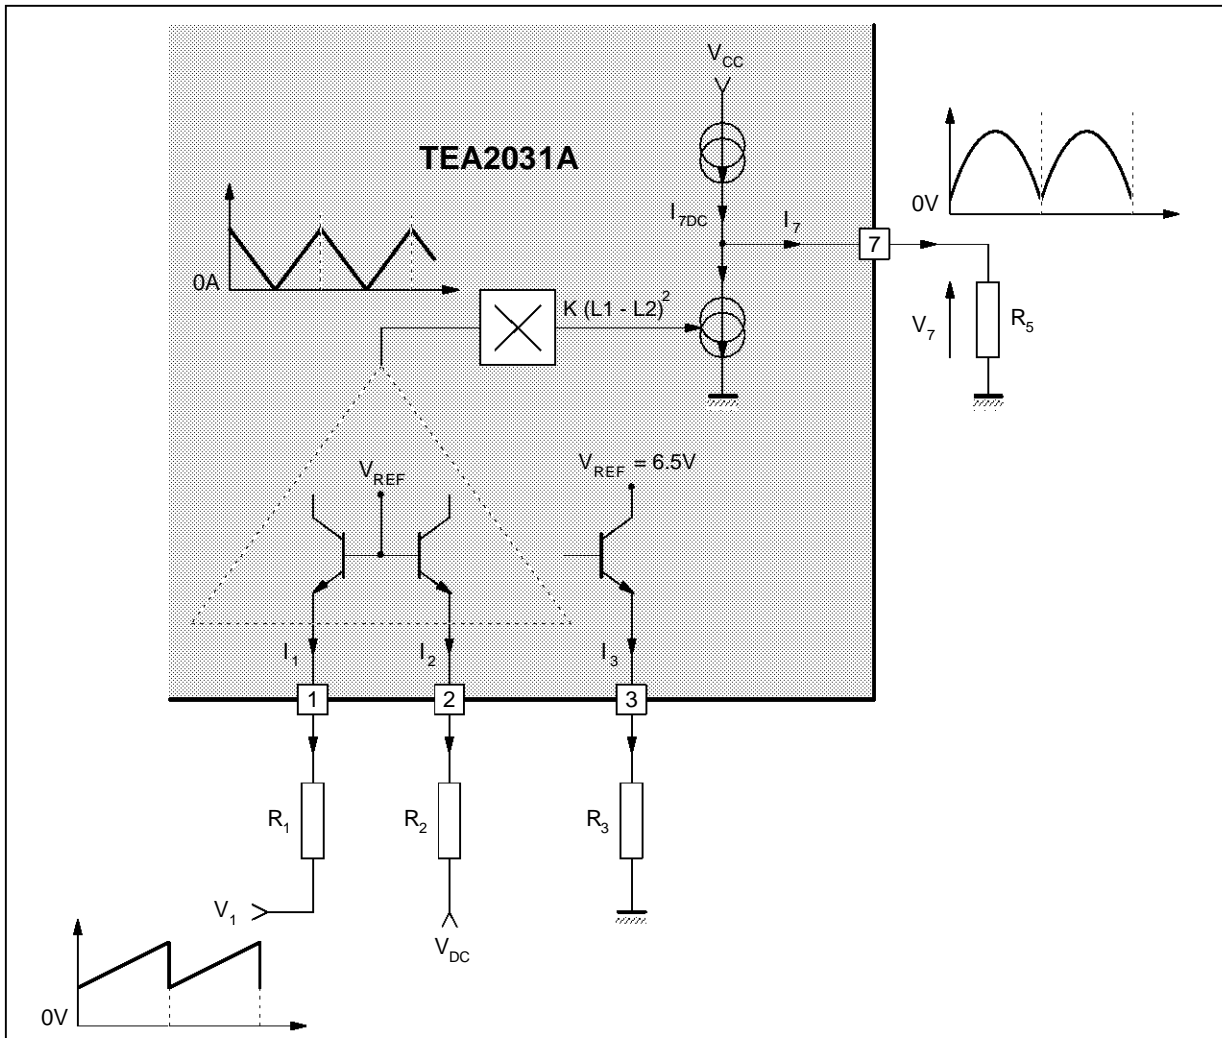 V_CC
TEA2031A
I_7DC
I_7
7
0V
0A
K (L1 - L2)^2
V_7
R_5
V_REF
V_REF = 6.5V
I_1
I_2
I_3
1
2
3
R_1
R_2
R_3
V_1
V_DC
0V